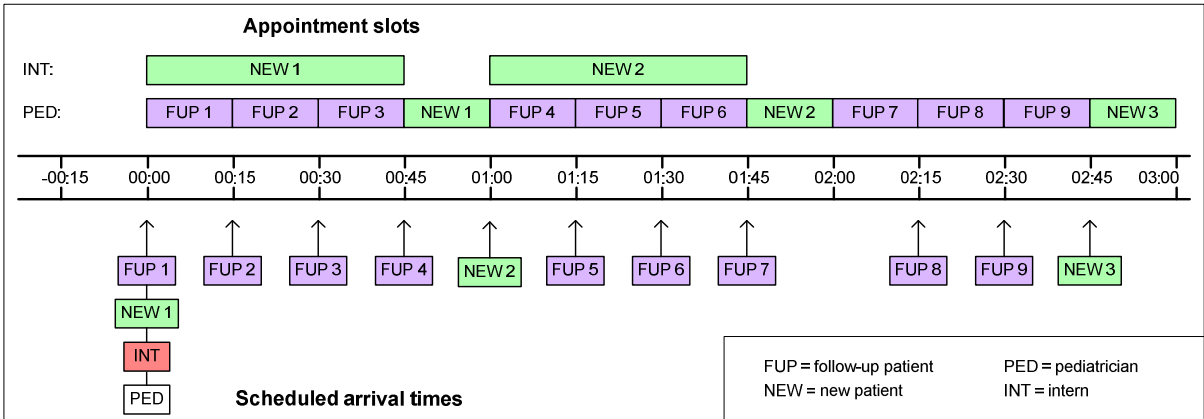 Appointment slots
INT: NEW 1 NEW 2
PED: FUP 1 FUP 2 FUP 3 NEW 1 FUP 4 FUP 5 FUP 6 NEW 2 FUP 7 FUP 8 FUP 9 NEW 3
-00:15 00:00 00:15 00:30 00:45 01:00 01:15 01:30 01:45 02:00 02:15 02:30 02:45 03:00
FUP 1 FUP 2 FUP 3 FUP 4 NEW 2 FUP 5 FUP 6 FUP 7 FUP 8 FUP 9 NEW 3
NEW 1
INT
PED
Scheduled arrival times
FUP = follow-up patient PED = pediatrician
NEW = new patient INT = intern